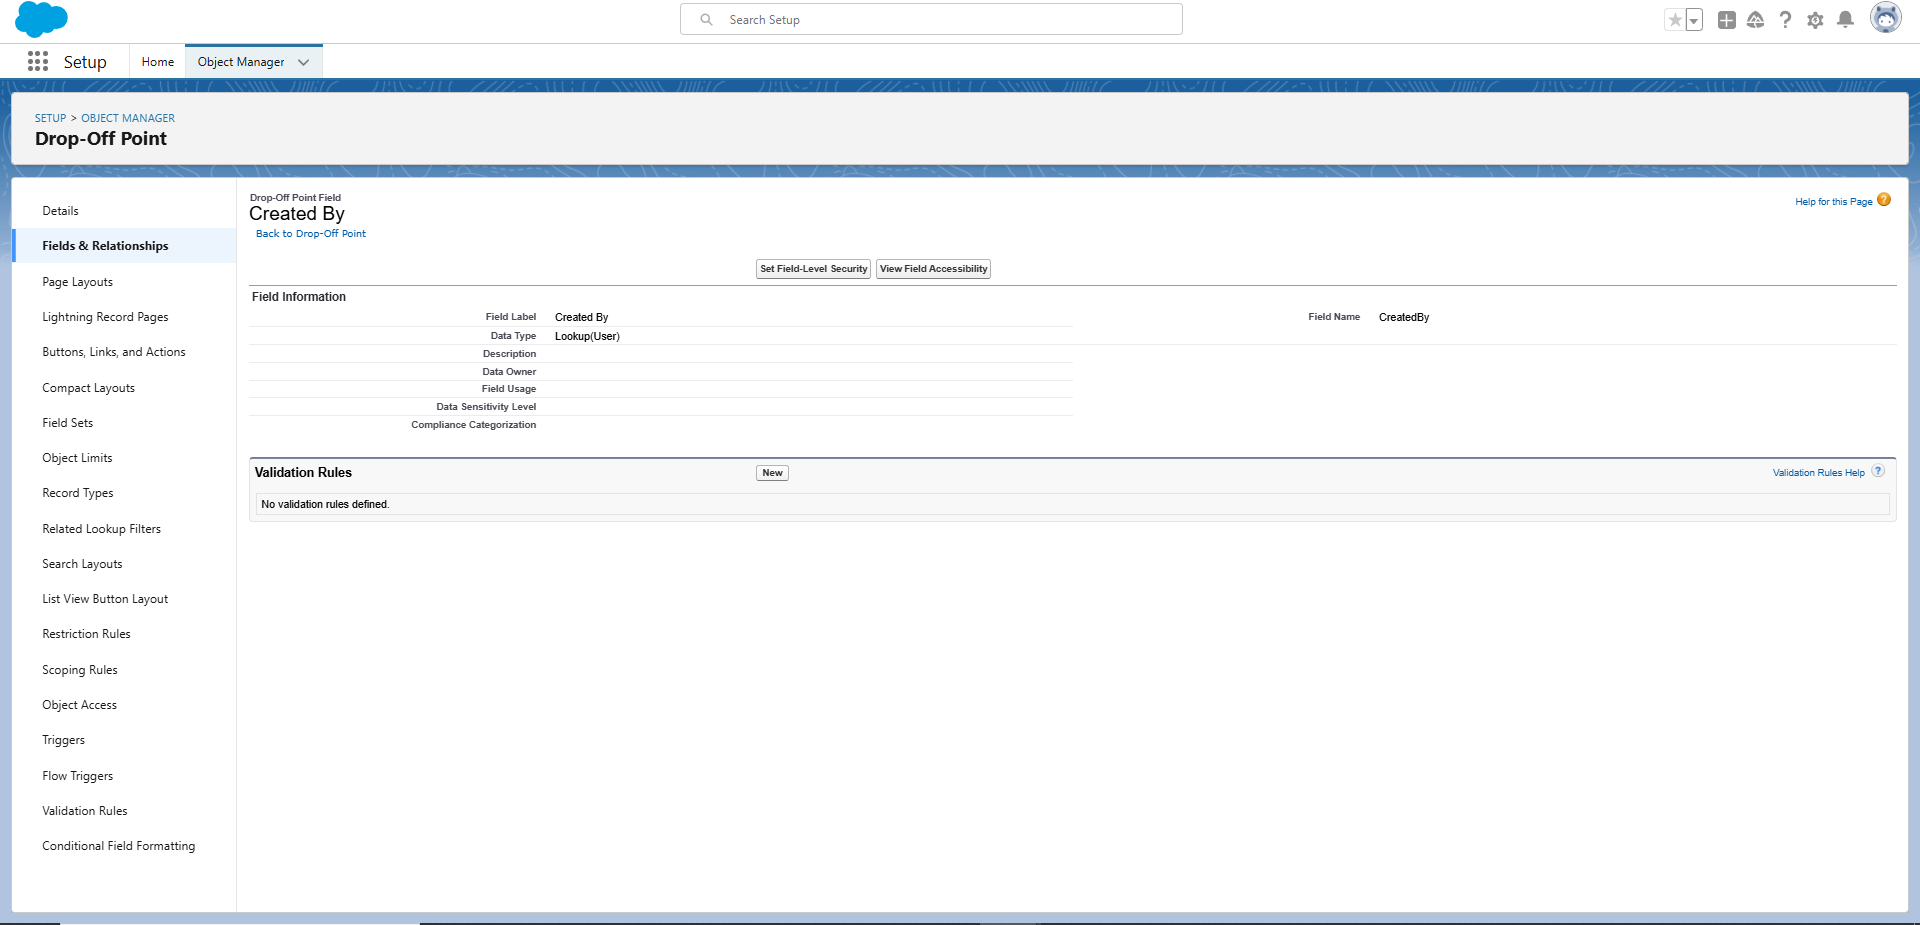 Search Setup
Setup
Home
Object Manager
SETUP > OBJECT MANAGER
Drop-Off Point
Details
Fields & Relationships
Page Layouts
Lightning Record Pages
Buttons, Links, and Actions
Compact Layouts
Field Sets
Object Limits
Record Types
Related Lookup Filters
Search Layouts
List View Button Layout
Restriction Rules
Scoping Rules
Object Access
Triggers
Flow Triggers
Validation Rules
Conditional Field Formatting
Drop-Off Point Field
Created By
Back to Drop-Off Point
Help for this Page ?
Set Field-Level Security View Field Accessibility
Field Information
Field Label Created By Field Name CreatedBy
Data Type Lookup(User)
Description
Data Owner
Field Usage
Data Sensitivity Level
Compliance Categorization
Validation Rules New Validation Rules Help ?
No validation rules defined.